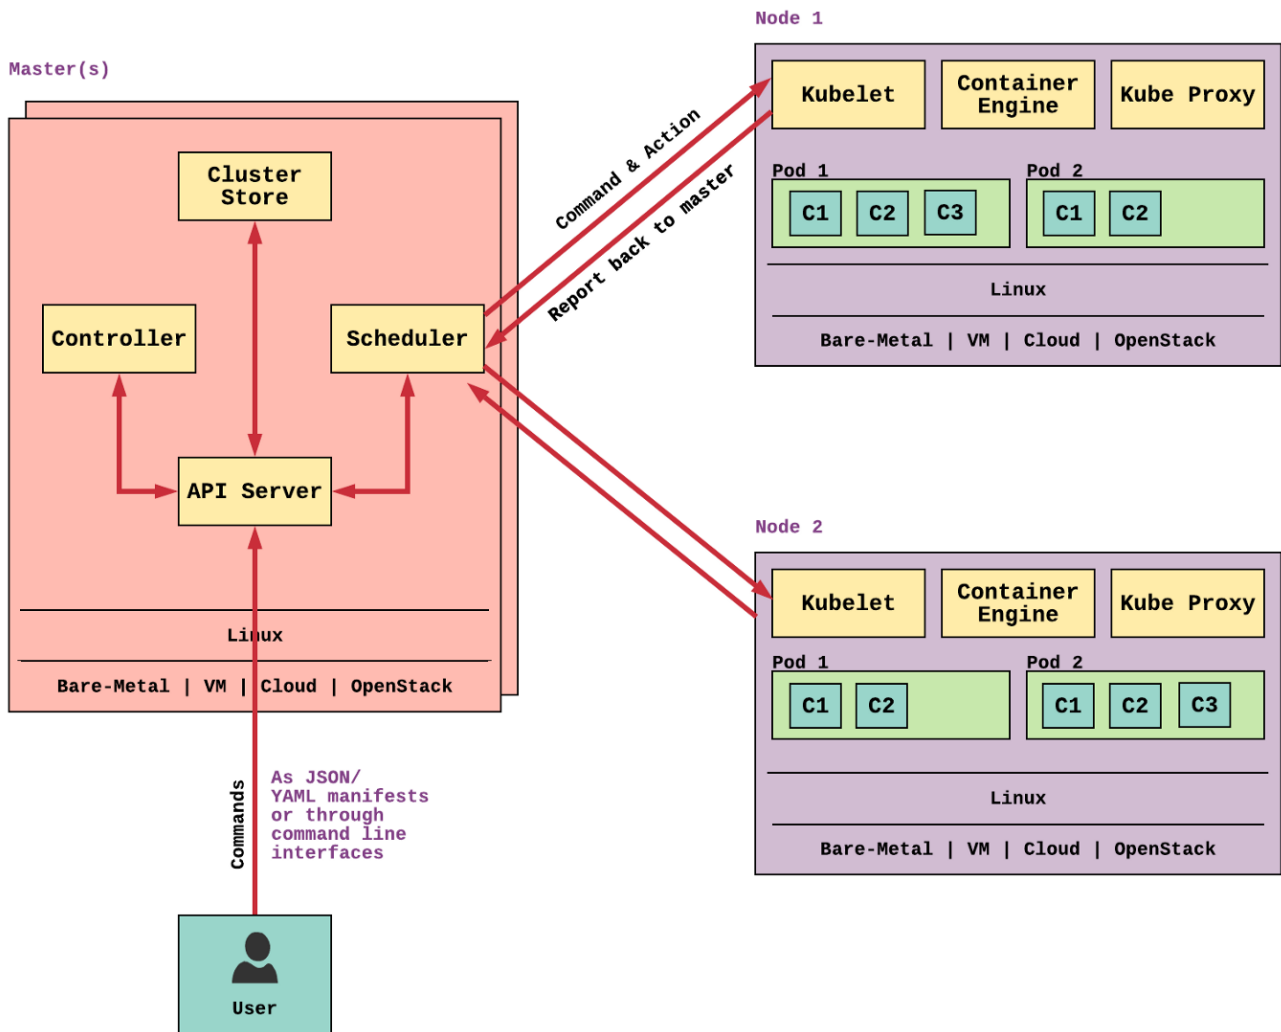 Master(s)
Cluster
Store
Controller
Scheduler
API Server
Linux
Bare-Metal | VM | Cloud | OpenStack
Commands
As JSON/
YAML manifests
or through
command line
interfaces
User
Command & Action
Report back to master
Node 1
Kubelet
Container
Engine
Kube Proxy
Pod 1
C1 C2 C3
Pod 2
C1 C2
Linux
Bare-Metal | VM | Cloud | OpenStack
Node 2
Kubelet
Container
Engine
Kube Proxy
Pod 1
C1 C2
Pod 2
C1 C2 C3
Linux
Bare-Metal | VM | Cloud | OpenStack